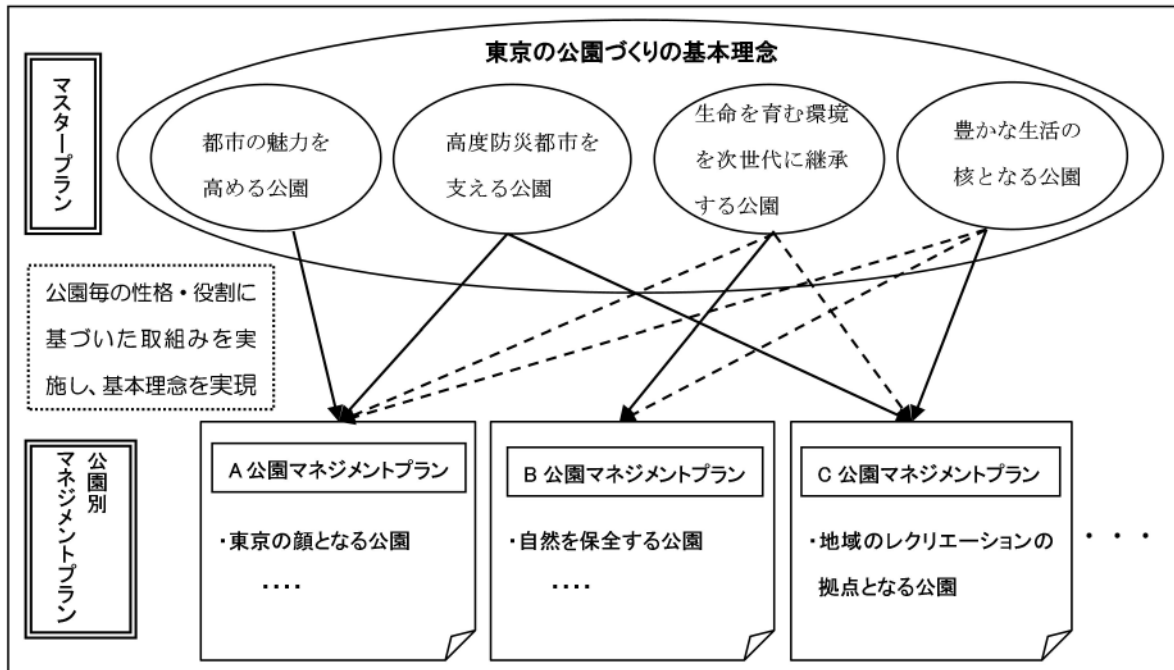 東京の公園づくりの基本理念
マスタープラン
都市の魅力を
高める公園
高度防災都市を
支える公園
生命を育む環境
を次世代に継承
する公園
豊かな生活の
核となる公園
公園毎の性格・役割に
基づいた取組みを実
施し、基本理念を実現
公園別
マネジメントプラン
A 公園マネジメントプラン
・東京の顔となる公園
‥‥
B 公園マネジメントプラン
・自然を保全する公園
‥‥
C 公園マネジメントプラン
・地域のレクリエーションの
拠点となる公園
・・・